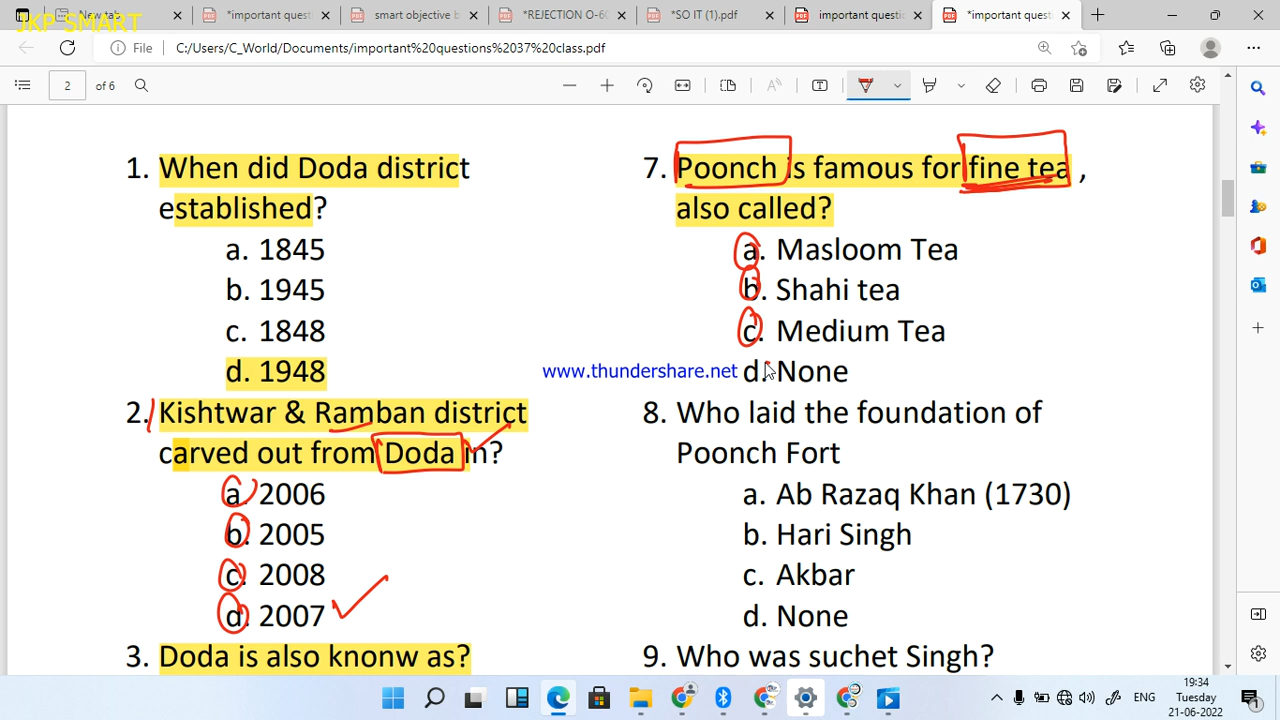 JKP SMART
New tab
*important quest
smart objective b
*REJECTION O-60
*SO IT (1).pdf
important questio
*important questi
File C:/Users/C_World/Documents/important%20questions%2037%20class.pdf
2 of 6
1. When did Doda district
established?
a. 1845
b. 1945
c. 1848
d. 1948
2. Kishtwar & Ramban district
carved out from Doda in?
a. 2006
b. 2005
c. 2008
d. 2007
3. Doda is also knonw as?
7. Poonch is famous for fine tea ,
also called?
a. Masloom Tea
b. Shahi tea
c. Medium Tea
d. None
www.thundershare.net
8. Who laid the foundation of
Poonch Fort
a. Ab Razaq Khan (1730)
b. Hari Singh
c. Akbar
d. None
9. Who was suchet Singh?
ENG
19:34
Tuesday
21-06-2022